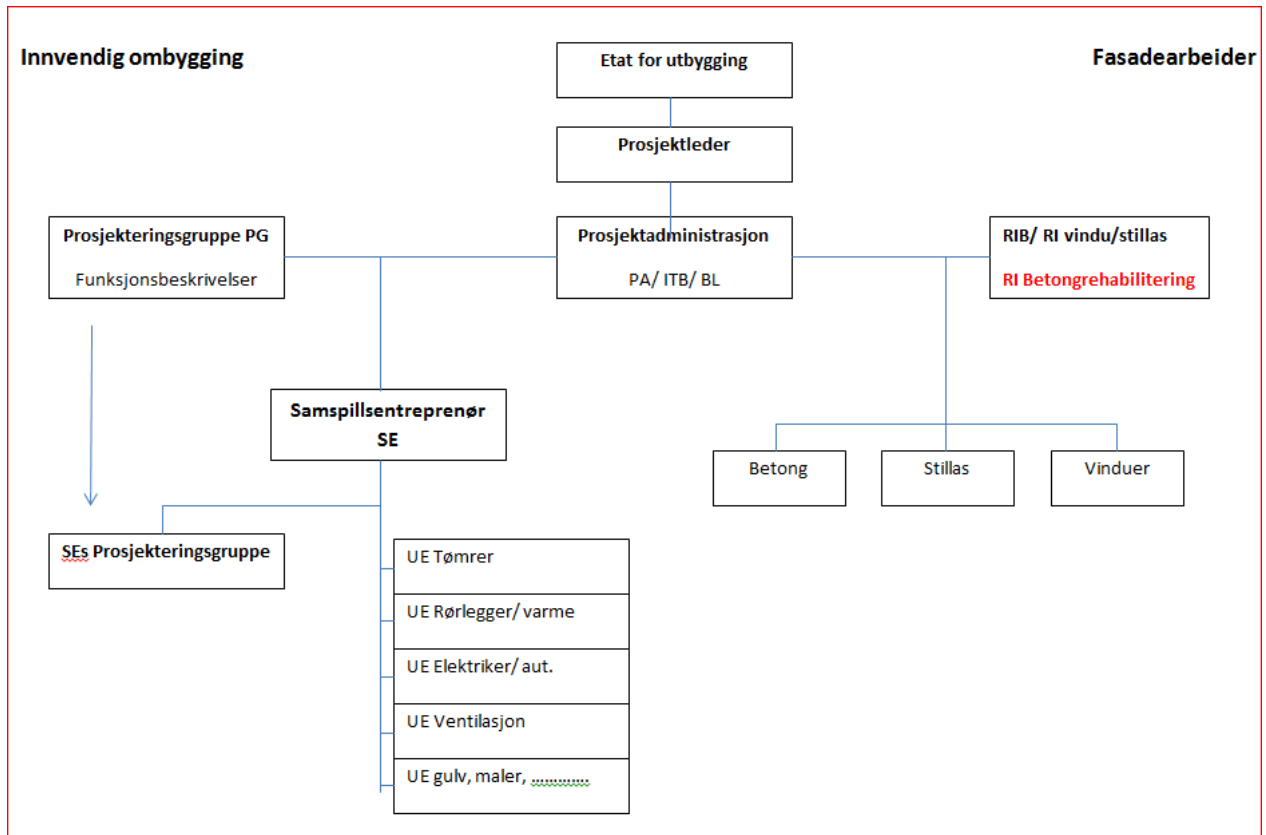 Innvendig ombygging
Etat for utbygging
Fasadearbeider
Prosjektleder
Prosjekteringsgruppe PG
Funksjonsbeskrivelser
Prosjektadministrasjon
PA/ ITB/ BL
RIB/ RI vindu/stillas
RI Betongrehabilitering
Samspillsentreprenør
SE
Betong
Stillas
Vinduer
SEs Prosjekteringsgruppe
UE Tømrer
UE Rørlegger/ varme
UE Elektriker/ aut.
UE Ventilasjon
UE gulv, maler, .............